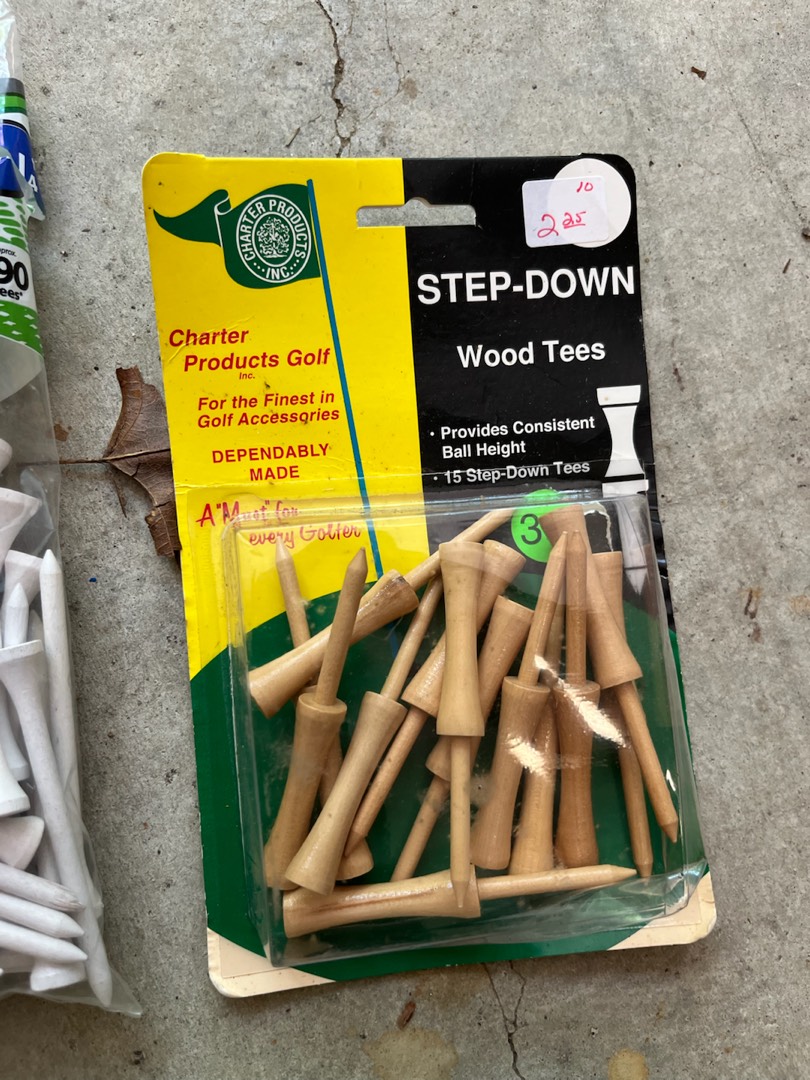 CHARTER PRODUCTS
INC.
Charter
Products Golf
Inc.
For the Finest in
Golf Accessories
DEPENDABLY
MADE
A "Must" for
every Golfer
10
2 25
STEP-DOWN
Wood Tees
• Provides Consistent
Ball Height
• 15 Step-Down Tees
3
90
ees*